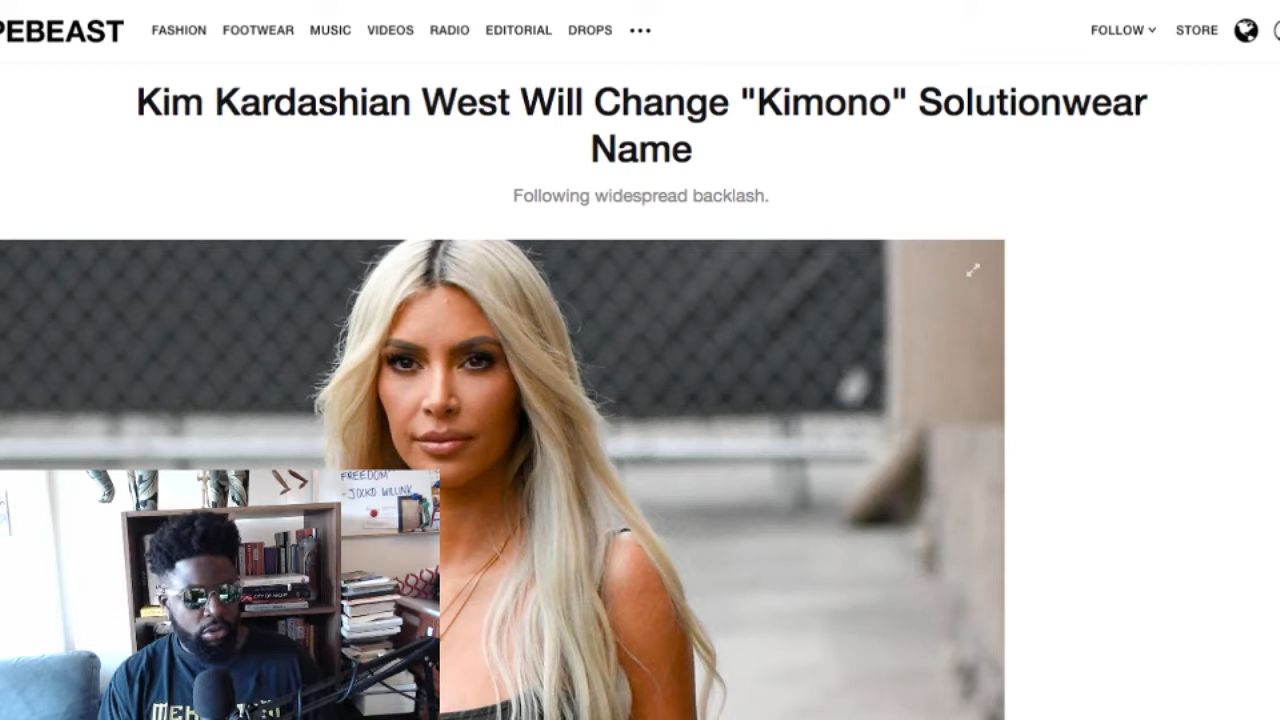 PEBEAST FASHION FOOTWEAR MUSIC VIDEOS RADIO EDITORIAL DROPS ••• FOLLOW STORE
Kim Kardashian West Will Change "Kimono" Solutionwear
Name
Following widespread backlash.
FREEDOM"
-JOCKO WILLINK